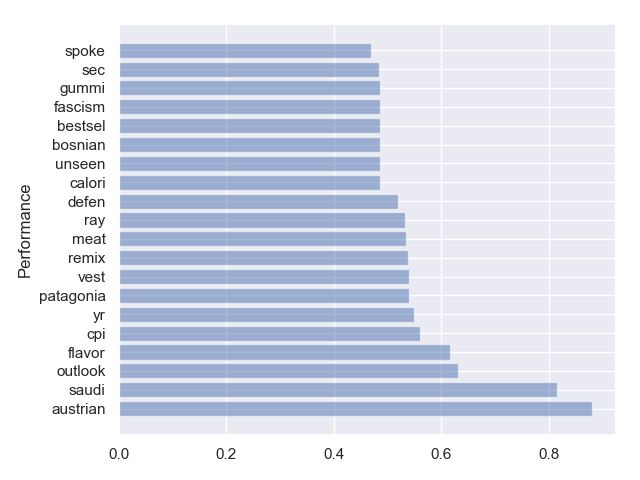 spoke
sec
gummi
fascism
bestsel
bosnian
unseen
calori
defen
ray
meat
remix
vest
patagonia
yr
cpi
flavor
outlook
saudi
austrian
Performance
0.0 0.2 0.4 0.6 0.8